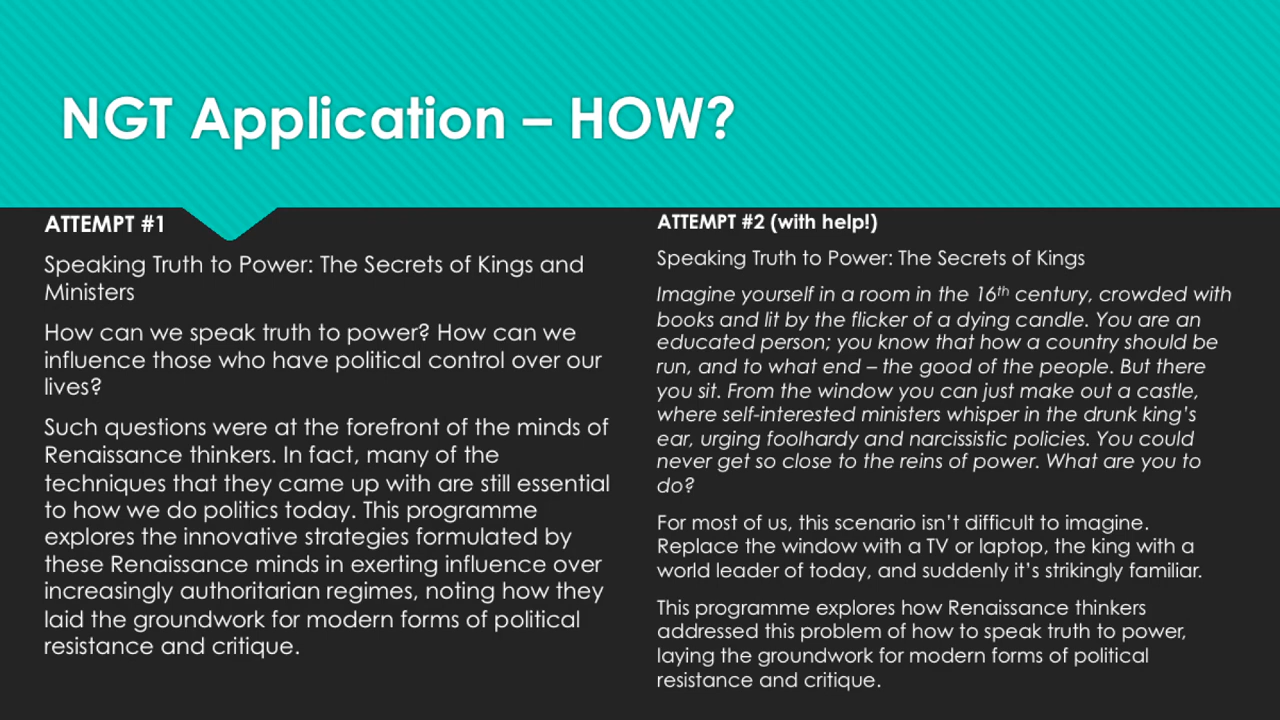 NGT Application – HOW?
ATTEMPT #1
Speaking Truth to Power: The Secrets of Kings and
Ministers
How can we speak truth to power? How can we
influence those who have political control over our
lives?
Such questions were at the forefront of the minds of
Renaissance thinkers. In fact, many of the
techniques that they came up with are still essential
to how we do politics today. This programme
explores the innovative strategies formulated by
these Renaissance minds in exerting influence over
increasingly authoritarian regimes, noting how they
laid the groundwork for modern forms of political
resistance and critique.
ATTEMPT #2 (with help!)
Speaking Truth to Power: The Secrets of Kings
Imagine yourself in a room in the 16th century, crowded with
books and lit by the flicker of a dying candle. You are an
educated person; you know that how a country should be
run, and to what end – the good of the people. But there
you sit. From the window you can just make out a castle,
where self-interested ministers whisper in the drunk king's
ear, urging foolhardy and narcissistic policies. You could
never get so close to the reins of power. What are you to
do?
For most of us, this scenario isn't difficult to imagine.
Replace the window with a TV or laptop, the king with a
world leader of today, and suddenly it's strikingly familiar.
This programme explores how Renaissance thinkers
addressed this problem of how to speak truth to power,
laying the groundwork for modern forms of political
resistance and critique.